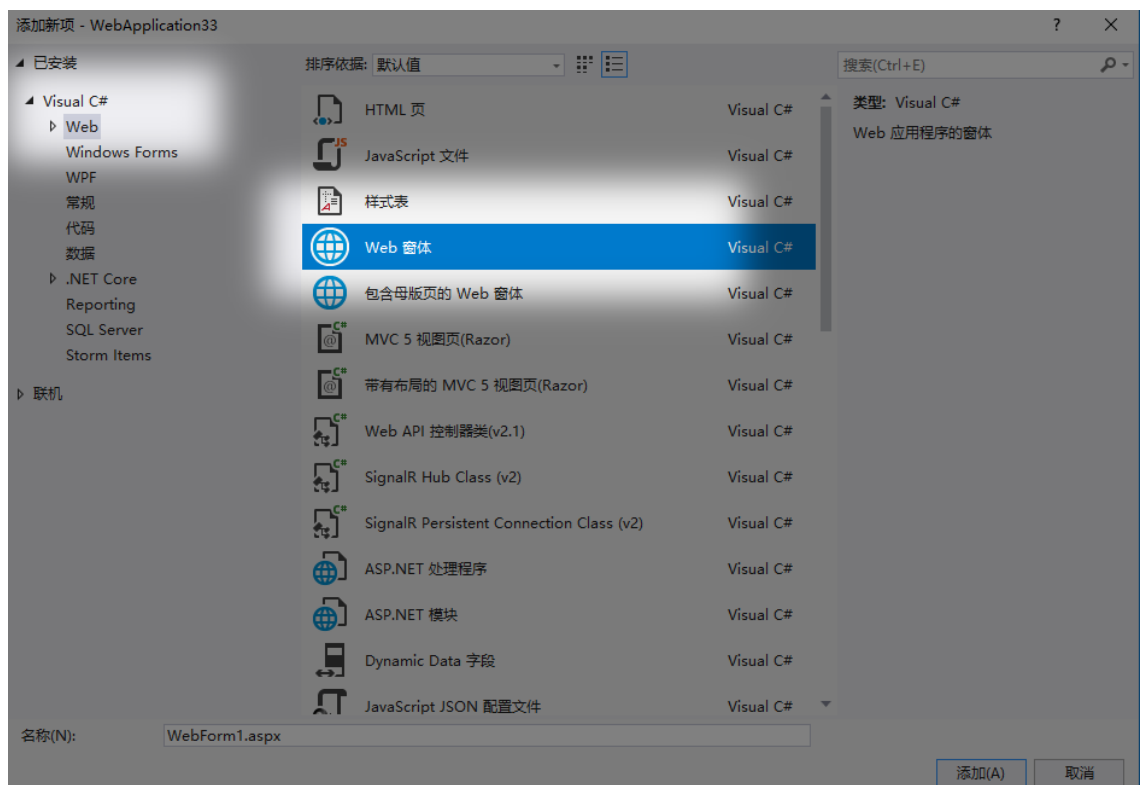 添加新项 - WebApplication33
?
已安装
Visual C#
Web
Windows Forms
WPF
常规
代码
数据
.NET Core
Reporting
SQL Server
Storm Items
联机
排序依据: 默认值
HTML 页 Visual C#
JavaScript 文件 Visual C#
样式表 Visual C#
Web 窗体 Visual C#
包含母版页的 Web 窗体 Visual C#
MVC 5 视图页(Razor) Visual C#
带有布局的 MVC 5 视图页(Razor) Visual C#
Web API 控制器类(v2.1) Visual C#
SignalR Hub Class (v2) Visual C#
SignalR Persistent Connection Class (v2) Visual C#
ASP.NET 处理程序 Visual C#
ASP.NET 模块 Visual C#
Dynamic Data 字段 Visual C#
JavaScript JSON 配置文件 Visual C#
搜索(Ctrl+E)
类型: Visual C#
Web 应用程序的窗体
名称(N): WebForm1.aspx
添加(A) 取消